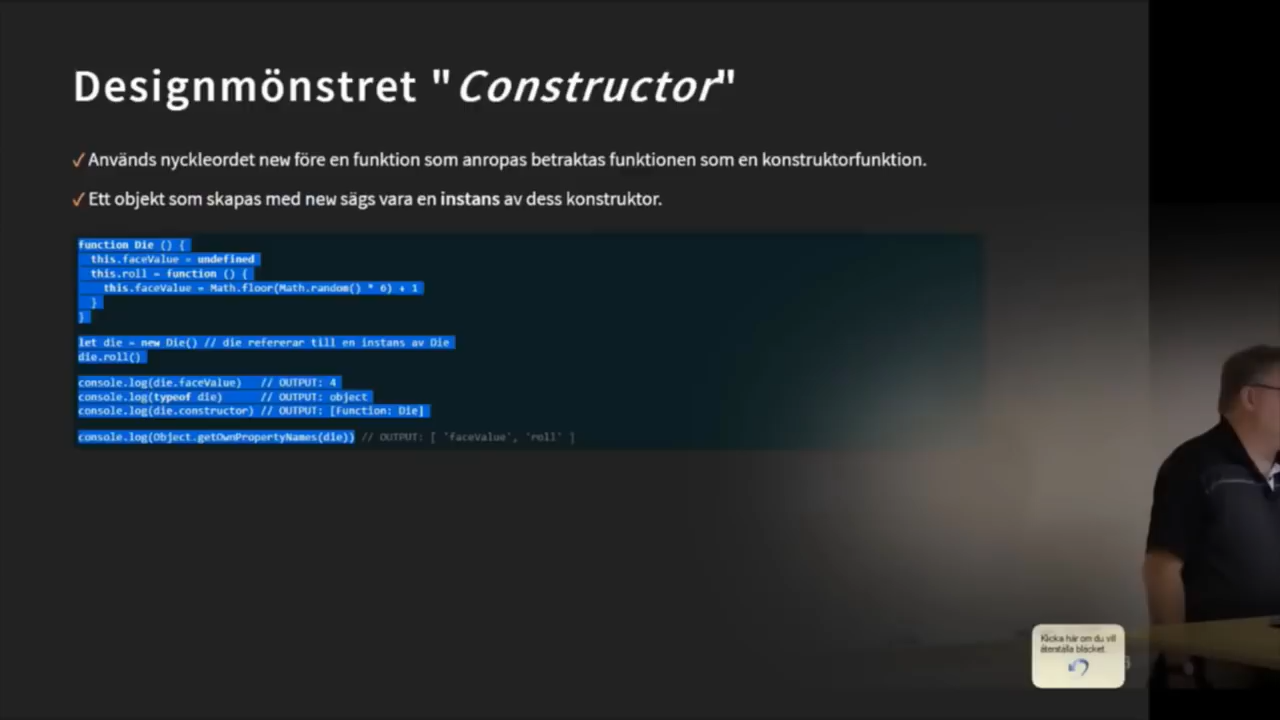 Designmönstret "Constructor"
✓ Används nyckleordet new före en funktion som anropas betraktas funktionen som en konstruktorfunktion.
✓ Ett objekt som skapas med new sägs vara en instans av dess konstruktor.
function Die () {
  this.faceValue = undefined
  this.roll = function () {
    this.faceValue = Math.floor(Math.random() * 6) + 1
  }
}
let die = new Die() // die refererar till en instans av Die
die.roll()
console.log(die.faceValue)   // OUTPUT: 4
console.log(typeof die)      // OUTPUT: object
console.log(die.constructor) // OUTPUT: [Function: Die]
console.log(Object.getOwnPropertyNames(die)) // OUTPUT: [ 'faceValue', 'roll' ]
Klicka här om du vill
återställa bläcket.